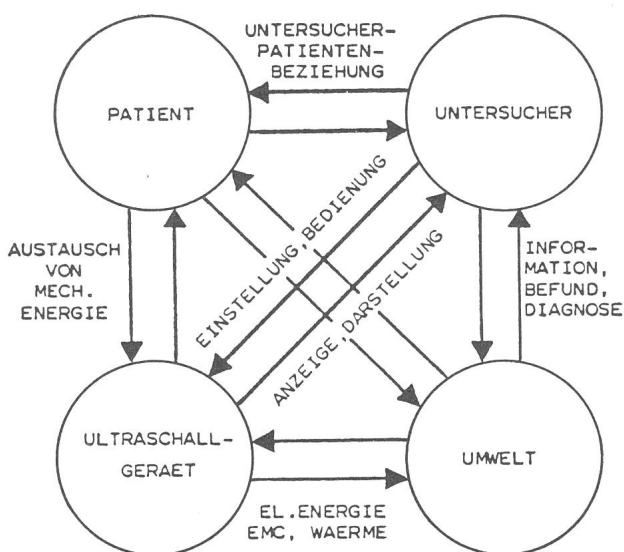 UNTERSUCHER-
PATIENTEN-
BEZIEHUNG
PATIENT
UNTERSUCHER
EINSTELLUNG, BEDIENUNG
ANZEIGE, DARSTELLUNG
AUSTAUSCH
VON
MECH.
ENERGIE
INFOR-
MATION,
BEFUND,
DIAGNOSE
ULTRASCHALL-
GERAET
UMWELT
EL.ENERGIE
EMC, WAERME